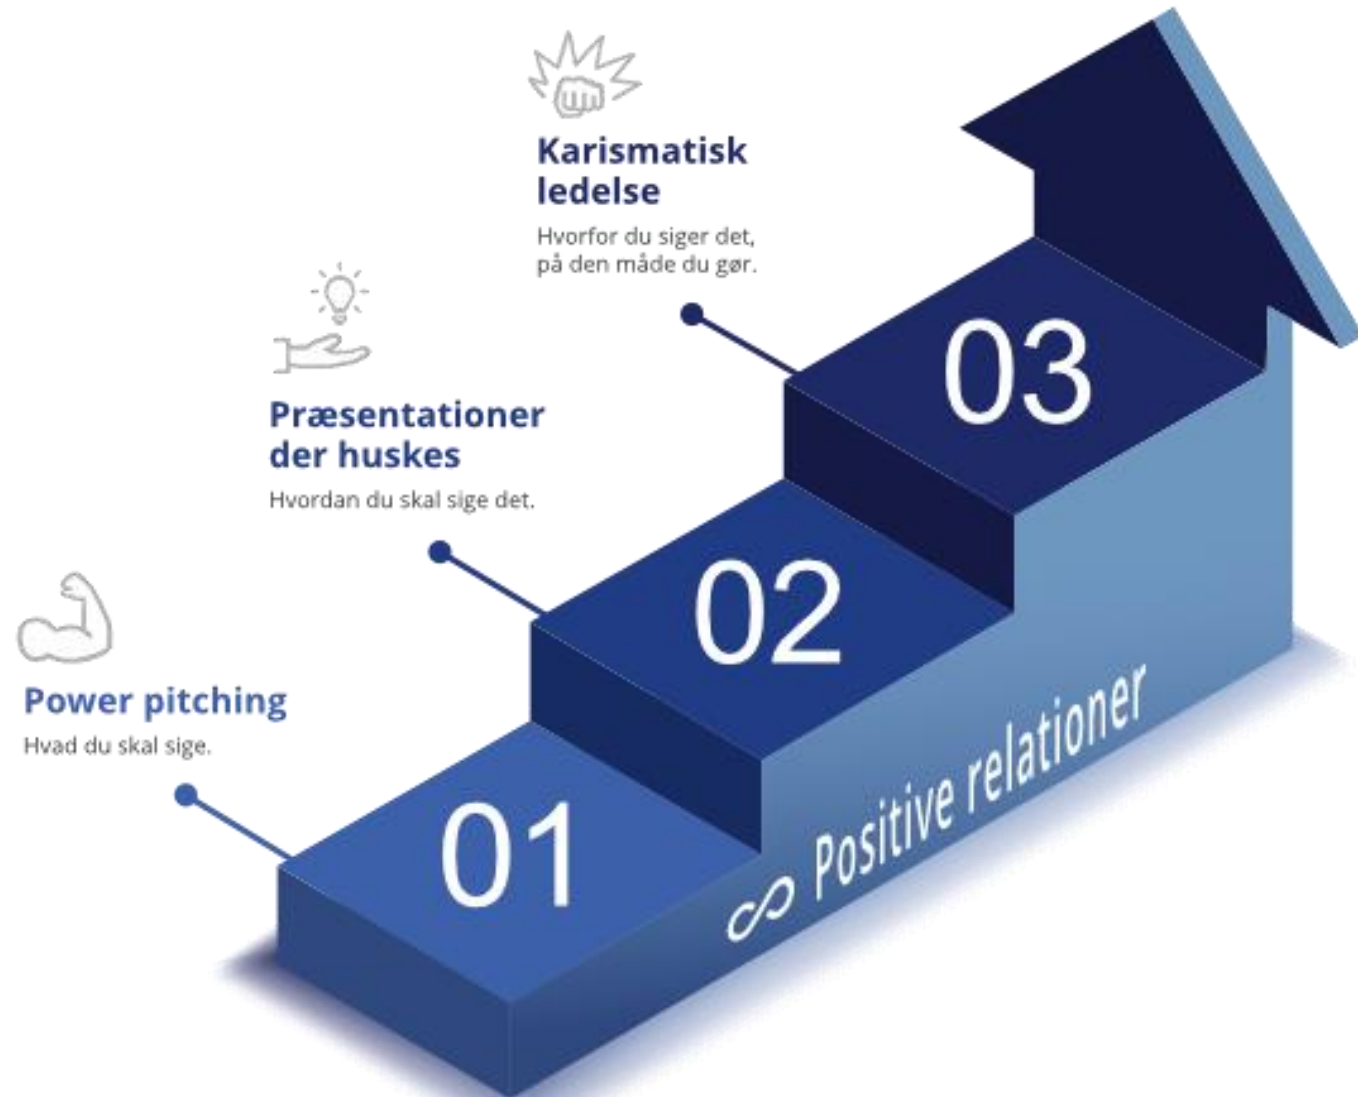 Karismatisk
ledelse
Hvorfor du siger det,
på den måde du gør.
03
Præsentationer
der huskes
Hvordan du skal sige det.
02
Power pitching
Hvad du skal sige.
01
∞ Positive relationer